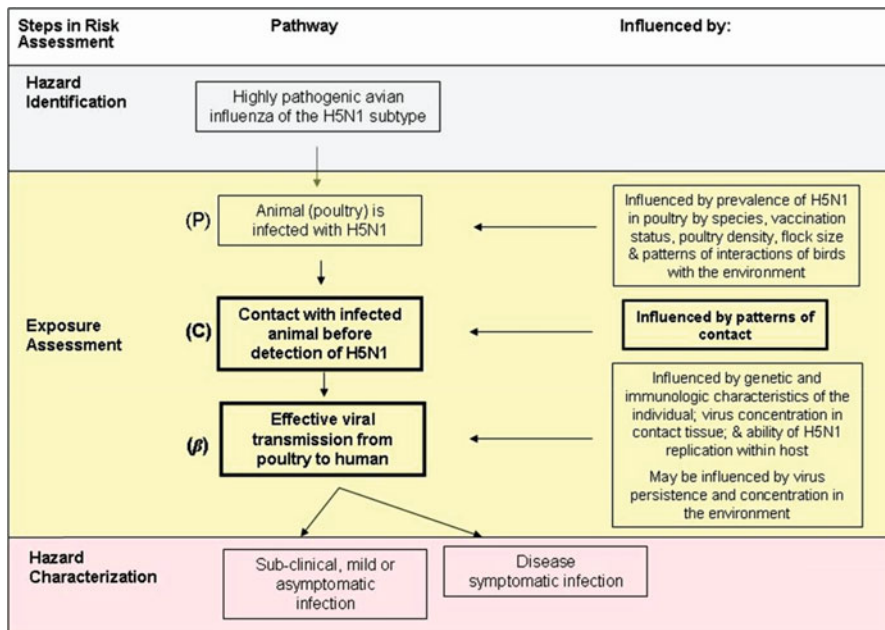 Steps in Risk
Assessment
Pathway
Influenced by:
Hazard
Identification
Highly pathogenic avian
influenza of the H5N1 subtype
Exposure
Assessment
(P)
Animal (poultry) is
infected with H5N1
Influenced by prevalence of H5N1
in poultry by species, vaccination
status, poultry density, flock size
& patterns of interactions of birds
with the environment
(C)
Contact with infected
animal before
detection of H5N1
Influenced by patterns of
contact
(β)
Effective viral
transmission from
poultry to human
Influenced by genetic and
immunologic characteristics of the
individual; virus concentration in
contact tissue; & ability of H5N1
replication within host
May be influenced by virus
persistence and concentration in
the environment
Hazard
Characterization
Sub-clinical, mild or
asymptomatic
infection
Disease
symptomatic infection